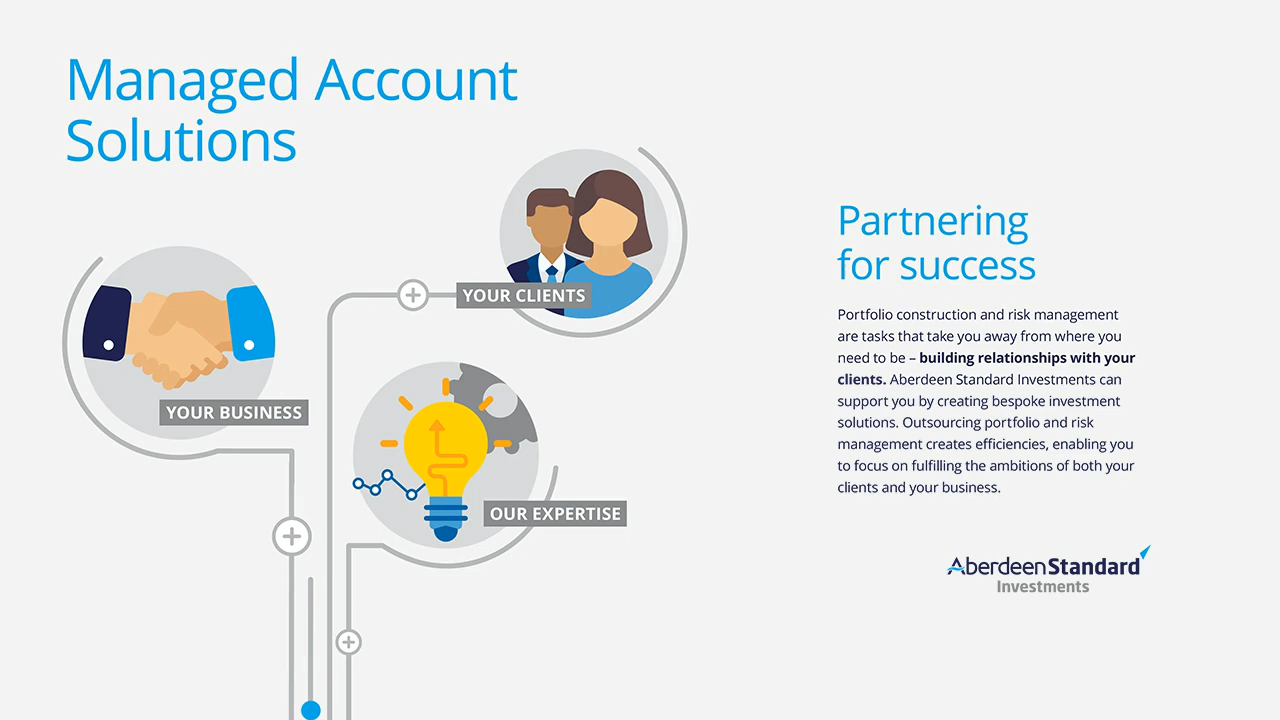 Managed Account
Solutions
YOUR CLIENTS
YOUR BUSINESS
OUR EXPERTISE
Partnering
for success
Portfolio construction and risk management
are tasks that take you away from where you
need to be – building relationships with your
clients. Aberdeen Standard Investments can
support you by creating bespoke investment
solutions. Outsourcing portfolio and risk
management creates efficiencies, enabling you
to focus on fulfilling the ambitions of both your
clients and your business.
AberdeenStandard
Investments